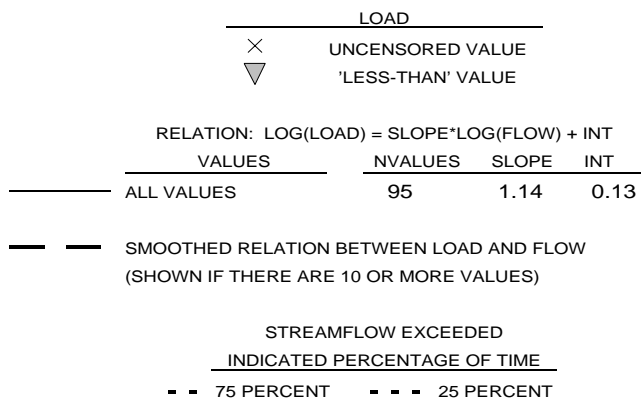 LOAD
UNCENSORED VALUE
'LESS-THAN' VALUE
RELATION: LOG(LOAD) = SLOPE*LOG(FLOW) + INT
VALUES NVALUES SLOPE INT
ALL VALUES 95 1.14 0.13
SMOOTHED RELATION BETWEEN LOAD AND FLOW
(SHOWN IF THERE ARE 10 OR MORE VALUES)
STREAMFLOW EXCEEDED
INDICATED PERCENTAGE OF TIME
75 PERCENT 25 PERCENT